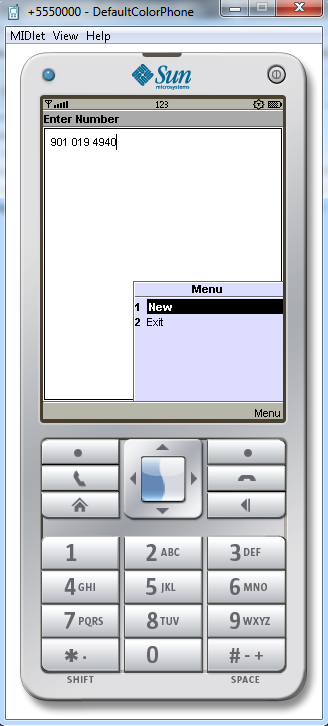 +5550000 - DefaultColorPhone
MIDlet View Help
Sun
microsystems
123
Enter Number
901 019 4940
Menu
1 New
2 Exit
Menu
1 2 ABC 3 DEF
4 GHI 5 JKL 6 MNO
7 PQRS 8 TUV 9 WXYZ
* . 0 # - +
SHIFT SPACE